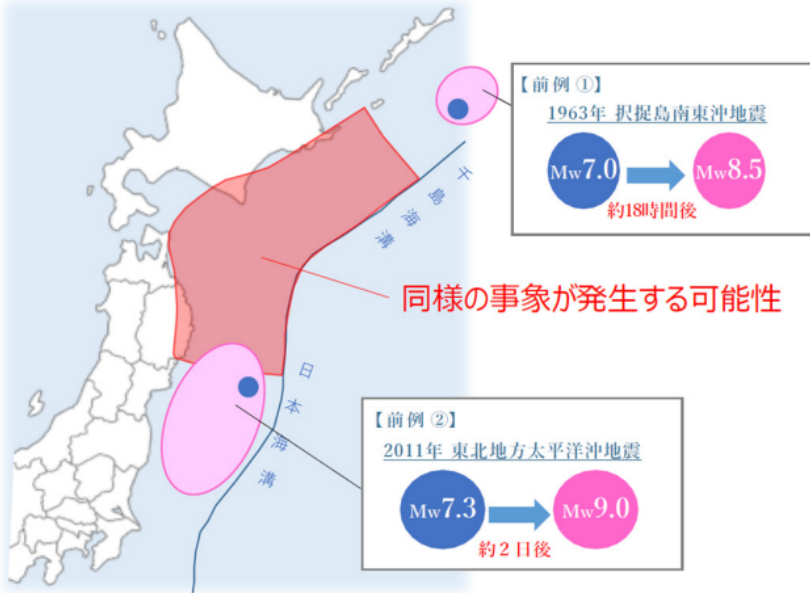 【前例①】
1963年 択捉島南東沖地震
Mw7.0
Mw8.5
約18時間後
千島海溝
同様の事象が発生する可能性
日本海溝
【前例②】
2011年 東北地方太平洋沖地震
Mw7.3
Mw9.0
約2日後